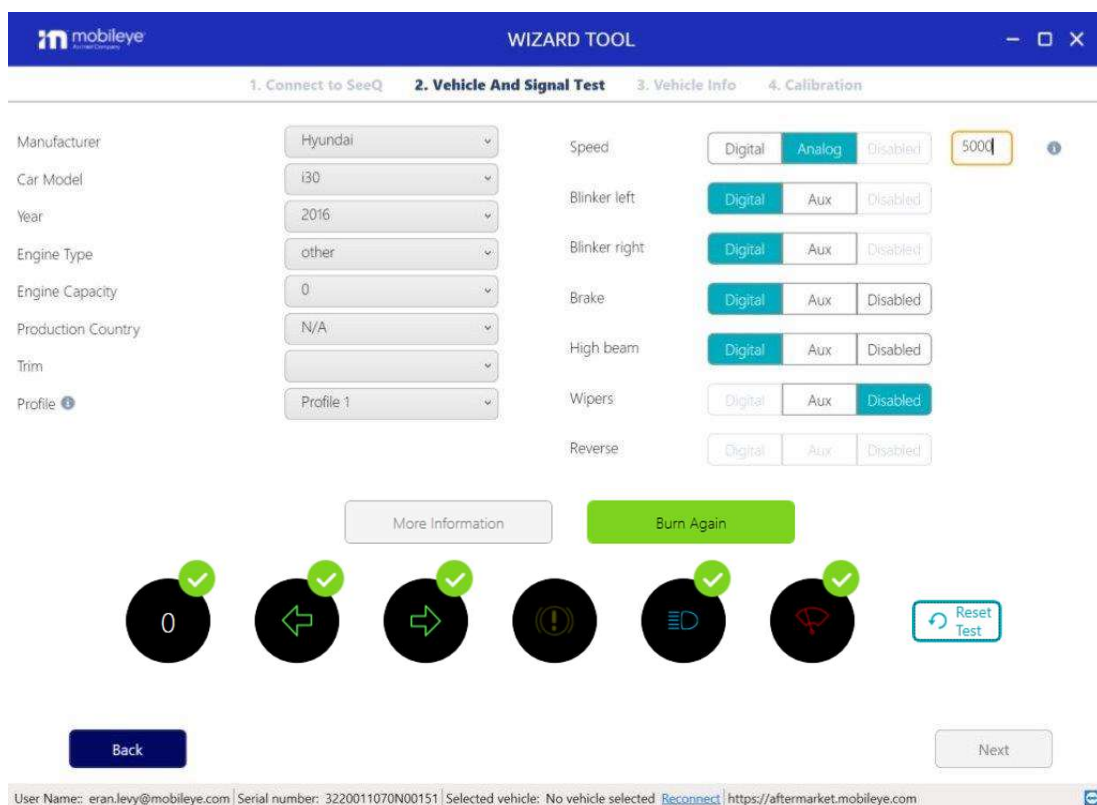 mobileye
An Intel Company
WIZARD TOOL
1. Connect to SeeQ 2. Vehicle And Signal Test 3. Vehicle Info 4. Calibration
Manufacturer Hyundai
Car Model i30
Year 2016
Engine Type other
Engine Capacity 0
Production Country N/A
Trim
Profile Profile 1
Speed Digital Analog Disabled 5000
Blinker left Digital Aux Disabled
Blinker right Digital Aux Disabled
Brake Digital Aux Disabled
High beam Digital Aux Disabled
Wipers Digital Aux Disabled
Reverse Digital Aux Disabled
More Information Burn Again
0
Reset
Test
Back Next
User Name:: eran.levy@mobileye.com Serial number: 3220011070N00151 Selected vehicle: No vehicle selected Reconnect https://aftermarket.mobileye.com